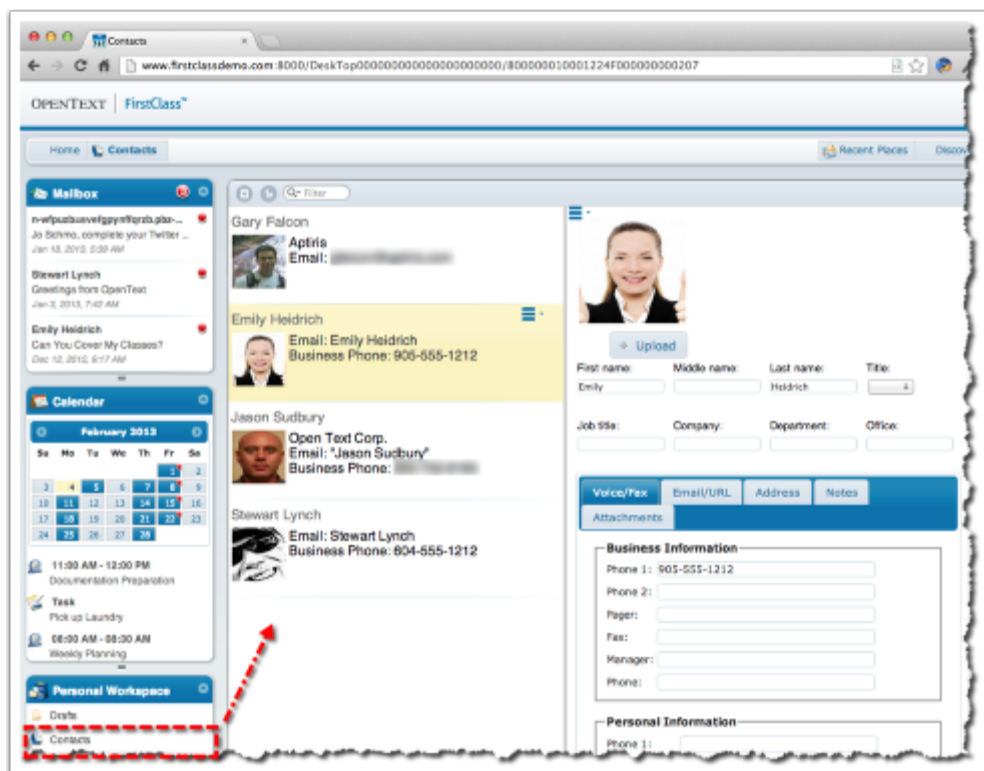 Contacts
www.firstclassdemo.com:8000/DeskTop00000000000000000000/800000010001224F000000000207
OPENTEXT | FirstClass™
Home Contacts Recent Places Discov
Mailbox
Jo Schmo, complete your Twitter ...
Jan 18, 2013, 5:39 AM
Stewart Lynch
Greetings from OpenText
Jan 3, 2013, 7:42 AM
Emily Heidrich
Can You Cover My Classes?
Dec 12, 2012, 9:17 AM
Calendar
February 2013
Su Mo Tu We Th Fr Sa
1 2
3 4 5 6 7 8 9
10 11 12 13 14 15 16
17 18 19 20 21 22 23
24 25 26 27 28
11:00 AM - 12:00 PM
Documentation Preparation
Task
Pick up Laundry
08:00 AM - 08:30 AM
Weekly Planning
Personal Workspace
Drafts
Contacts
Filter
Gary Falcon
Aptiris
Email:
Emily Heidrich
Email: Emily Heidrich
Business Phone: 905-555-1212
Jason Sudbury
Open Text Corp.
Email: "Jason Sudbury"
Business Phone:
Stewart Lynch
Email: Stewart Lynch
Business Phone: 604-555-1212
Upload
First name: Middle name: Last name: Title:
Emily Heidrich
Job title: Company: Department: Office:
Voice/Fax Email/URL Address Notes
Attachments
Business Information
Phone 1: 905-555-1212
Phone 2:
Pager:
Fax:
Manager:
Phone:
Personal Information
Phone 1: